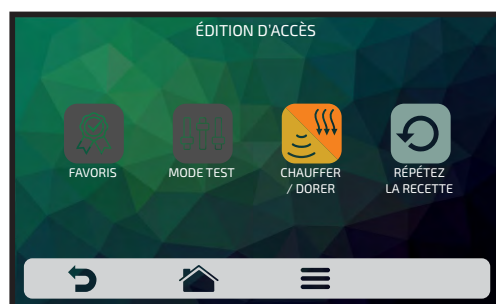 ÉDITION D'ACCÈS
FAVORIS
MODE TEST
CHAUFFER
/ DORER
RÉPÉTEZ
LA RECETTE